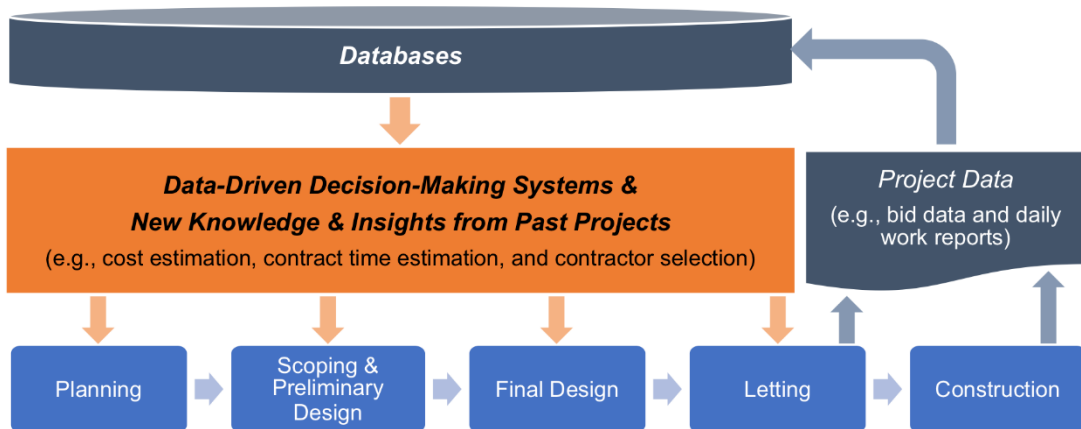 Databases
Data-Driven Decision-Making Systems &
New Knowledge & Insights from Past Projects
(e.g., cost estimation, contract time estimation, and contractor selection)
Project Data
(e.g., bid data and daily
work reports)
Planning
Scoping &
Preliminary
Design
Final Design
Letting
Construction